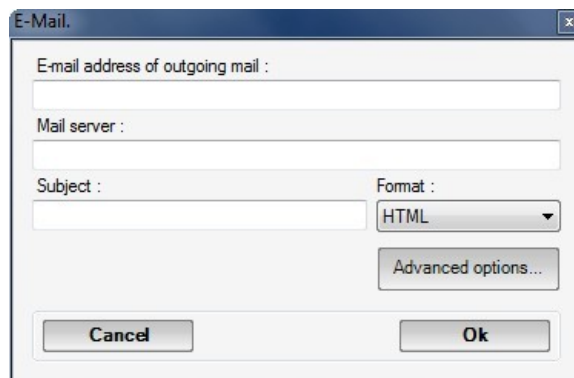 E-Mail.
E-mail address of outgoing mail :
Mail server :
Subject :
Format :
HTML
Advanced options...
Cancel
Ok